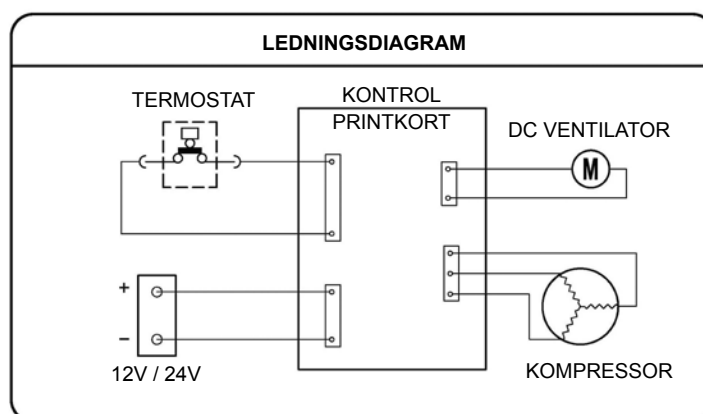 LEDNINGSDIAGRAM
TERMOSTAT
KONTROL
PRINTKORT
DC VENTILATOR
M
+
−
12V / 24V
KOMPRESSOR